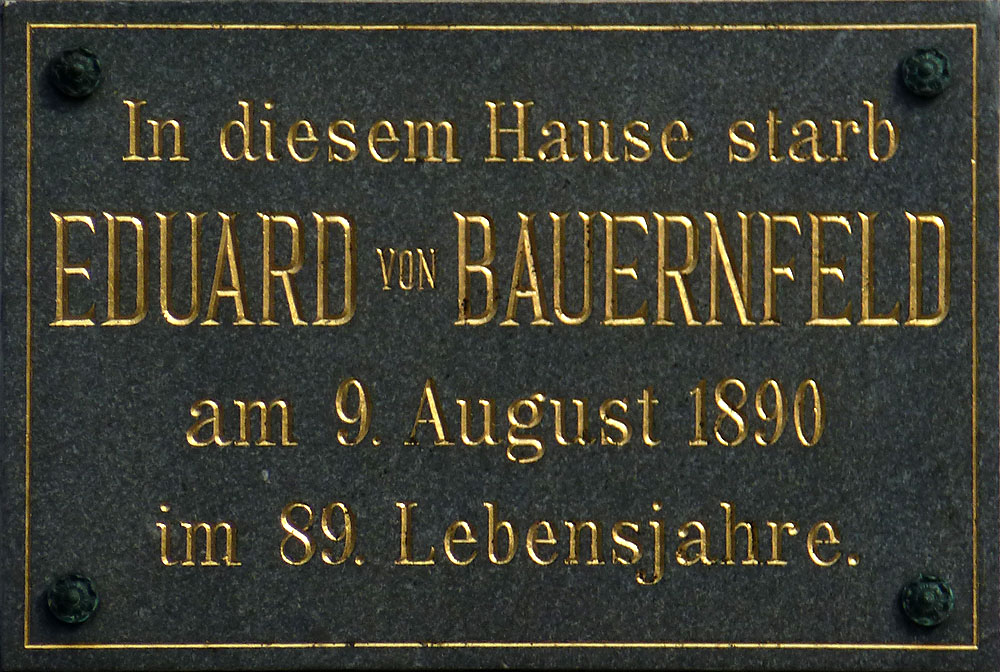 In diesem Hause starb
EDUARD VON BAUERNFELD
am 9. August 1890
im 89. Lebensjahre.